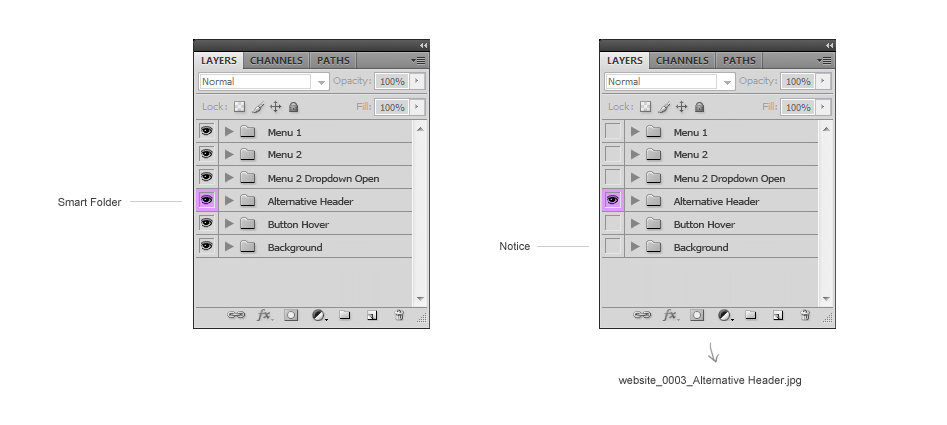 LAYERS CHANNELS PATHS
Normal Opacity: 100%
Lock: Fill: 100%
Menu 1
Menu 2
Menu 2 Dropdown Open
Smart Folder
Alternative Header
Button Hover
Background
fx
LAYERS CHANNELS PATHS
Normal Opacity: 100%
Lock: Fill: 100%
Menu 1
Menu 2
Menu 2 Dropdown Open
Alternative Header
Button Hover
Notice
Background
fx
website_0003_Alternative Header.jpg